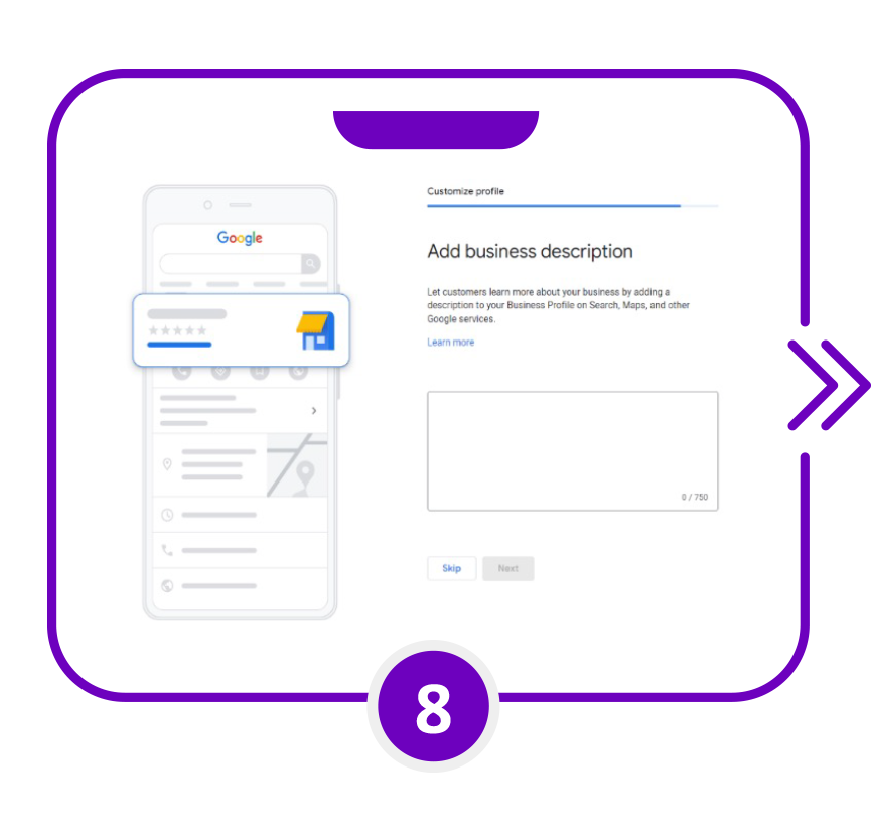 Customize profile
Google
Add business description
Let customers learn more about your business by adding a
description to your Business Profile on Search, Maps, and other
Google services.
Learn more
0 / 750
Skip
Next
8